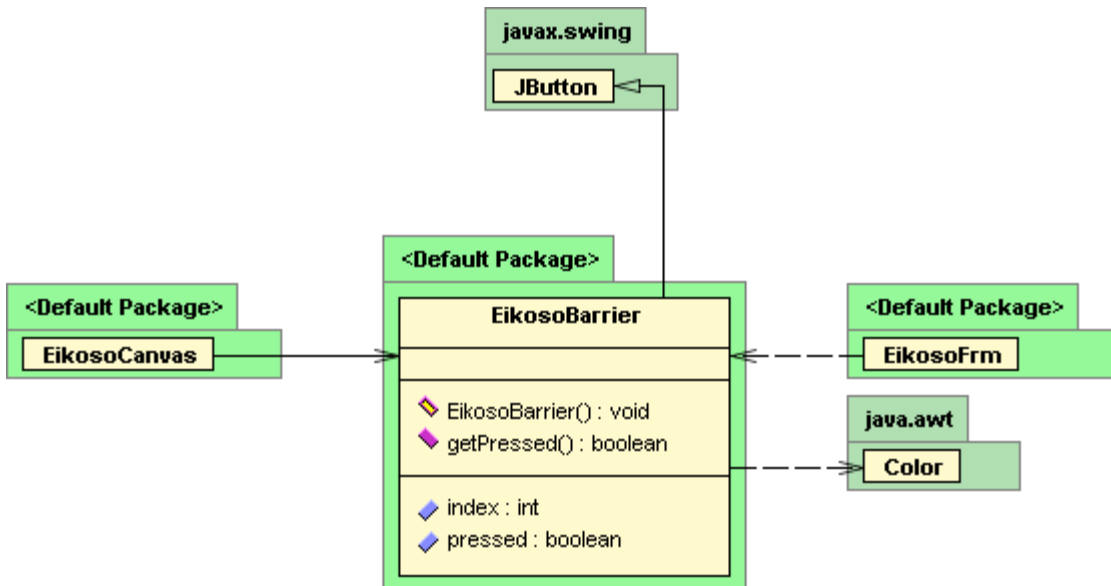 javax.swing
JButton
<Default Package>
EikosoBarrier
EikosoBarrier() : void
getPressed() : boolean
index : int
pressed : boolean
<Default Package>
EikosoCanvas
<Default Package>
EikosoFrm
java.awt
Color